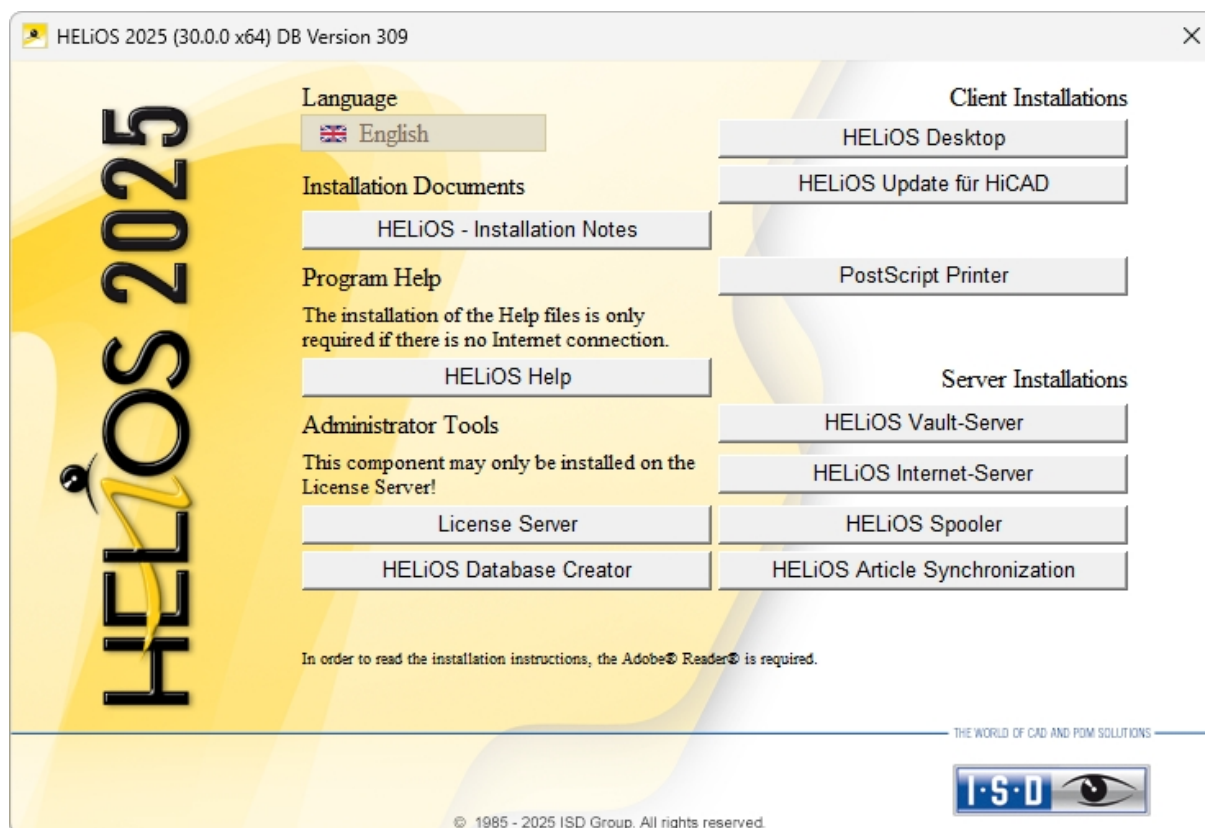 HELiOS 2025 (30.0.0 x64) DB Version 309
HELiOS 2025
Language
English
Installation Documents
HELiOS - Installation Notes
Program Help
The installation of the Help files is only
required if there is no Internet connection.
HELiOS Help
Administrator Tools
This component may only be installed on the
License Server!
License Server
HELiOS Database Creator
Client Installations
HELiOS Desktop
HELiOS Update für HiCAD
PostScript Printer
Server Installations
HELiOS Vault-Server
HELiOS Internet-Server
HELiOS Spooler
HELiOS Article Synchronization
In order to read the installation instructions, the Adobe® Reader® is required.
THE WORLD OF CAD AND PDM SOLUTIONS
I·S·D
© 1985 - 2025 ISD Group. All rights reserved.